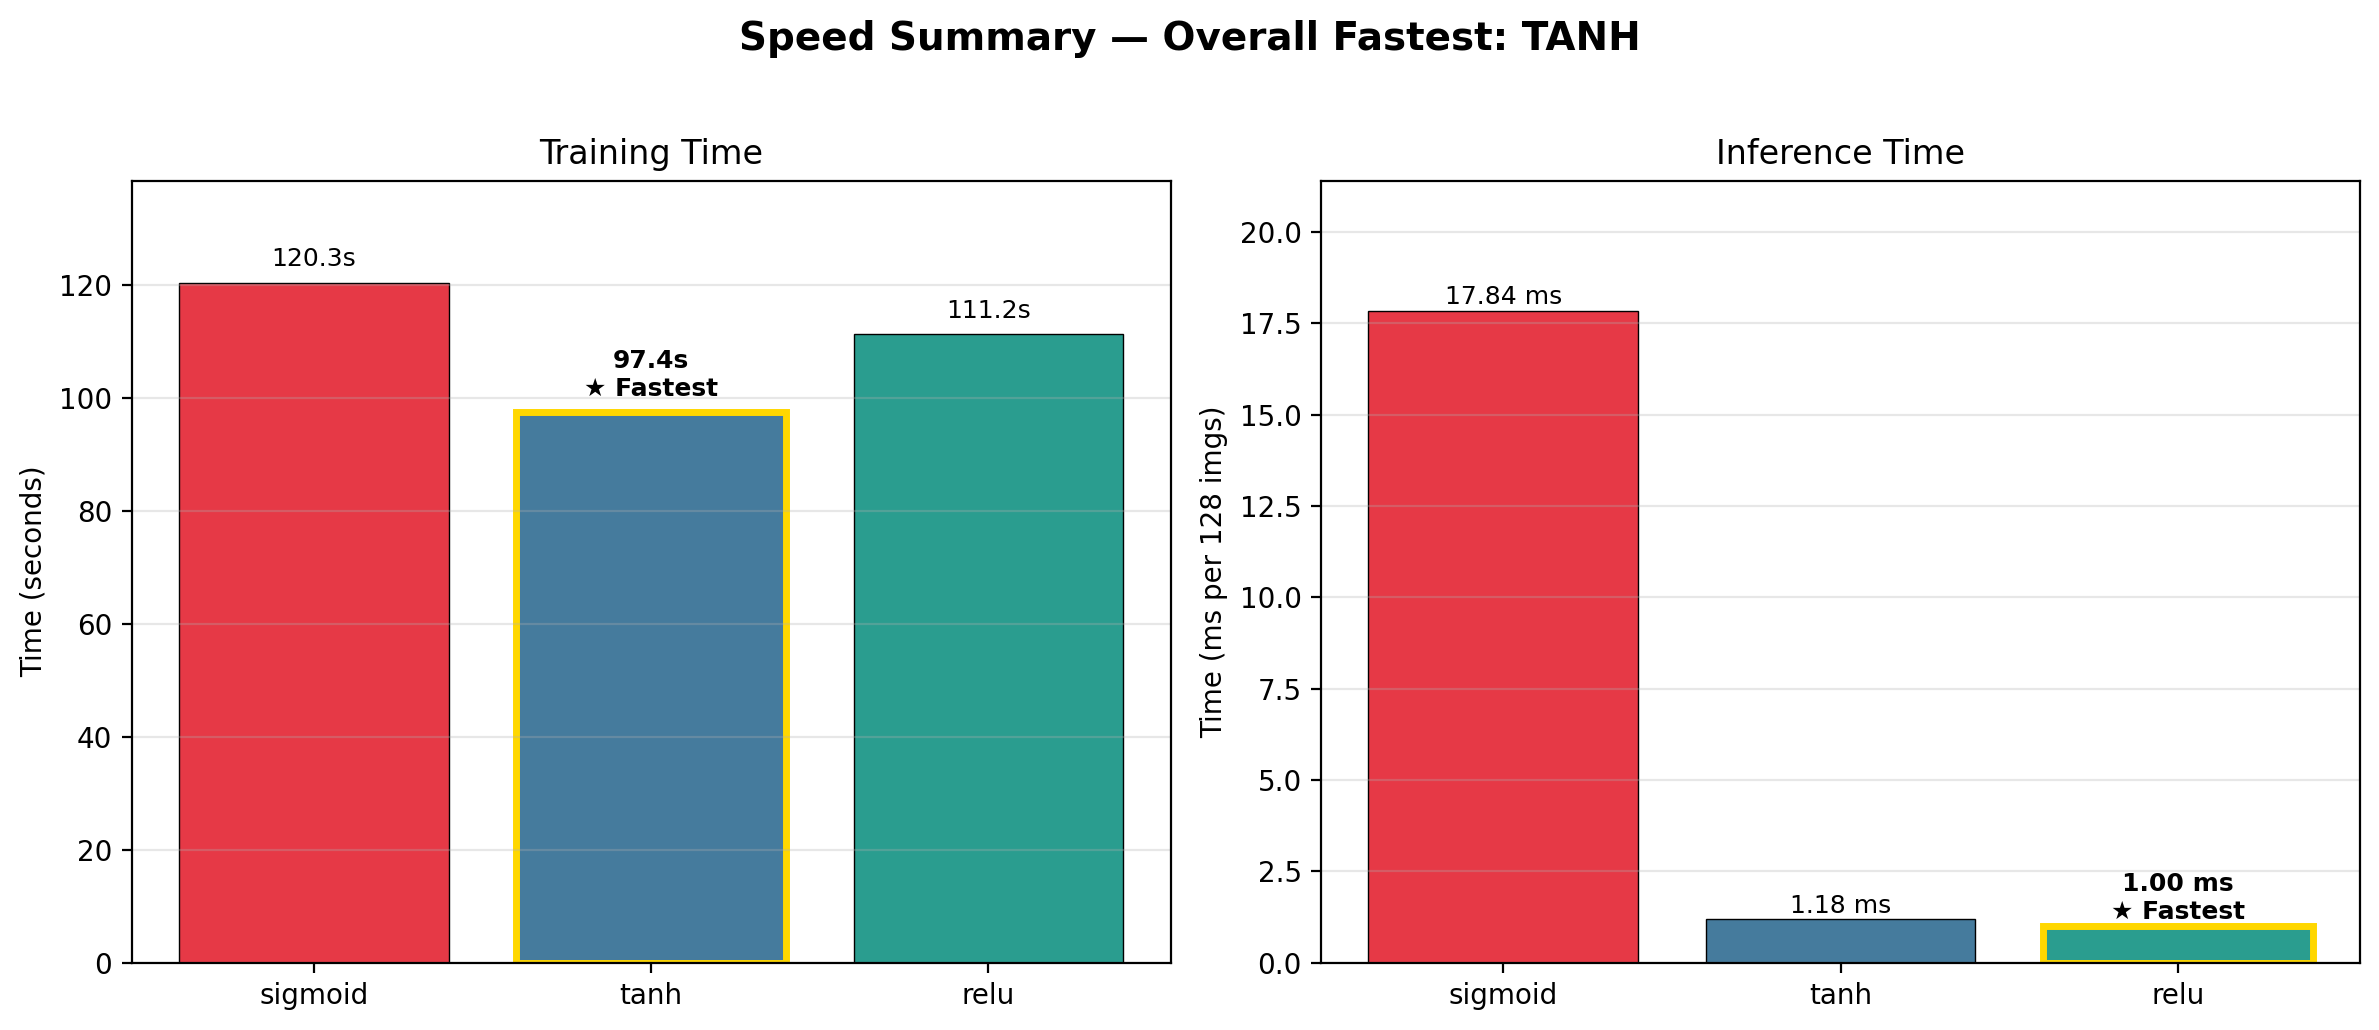 Speed Summary — Overall Fastest: TANH
Training Time
Time (seconds)
120
100
80
60
40
20
0
120.3s
97.4s
★ Fastest
111.2s
sigmoid
tanh
relu
Inference Time
Time (ms per 128 imgs)
20.0
17.5
15.0
12.5
10.0
7.5
5.0
2.5
0.0
17.84 ms
1.18 ms
1.00 ms
★ Fastest
sigmoid
tanh
relu